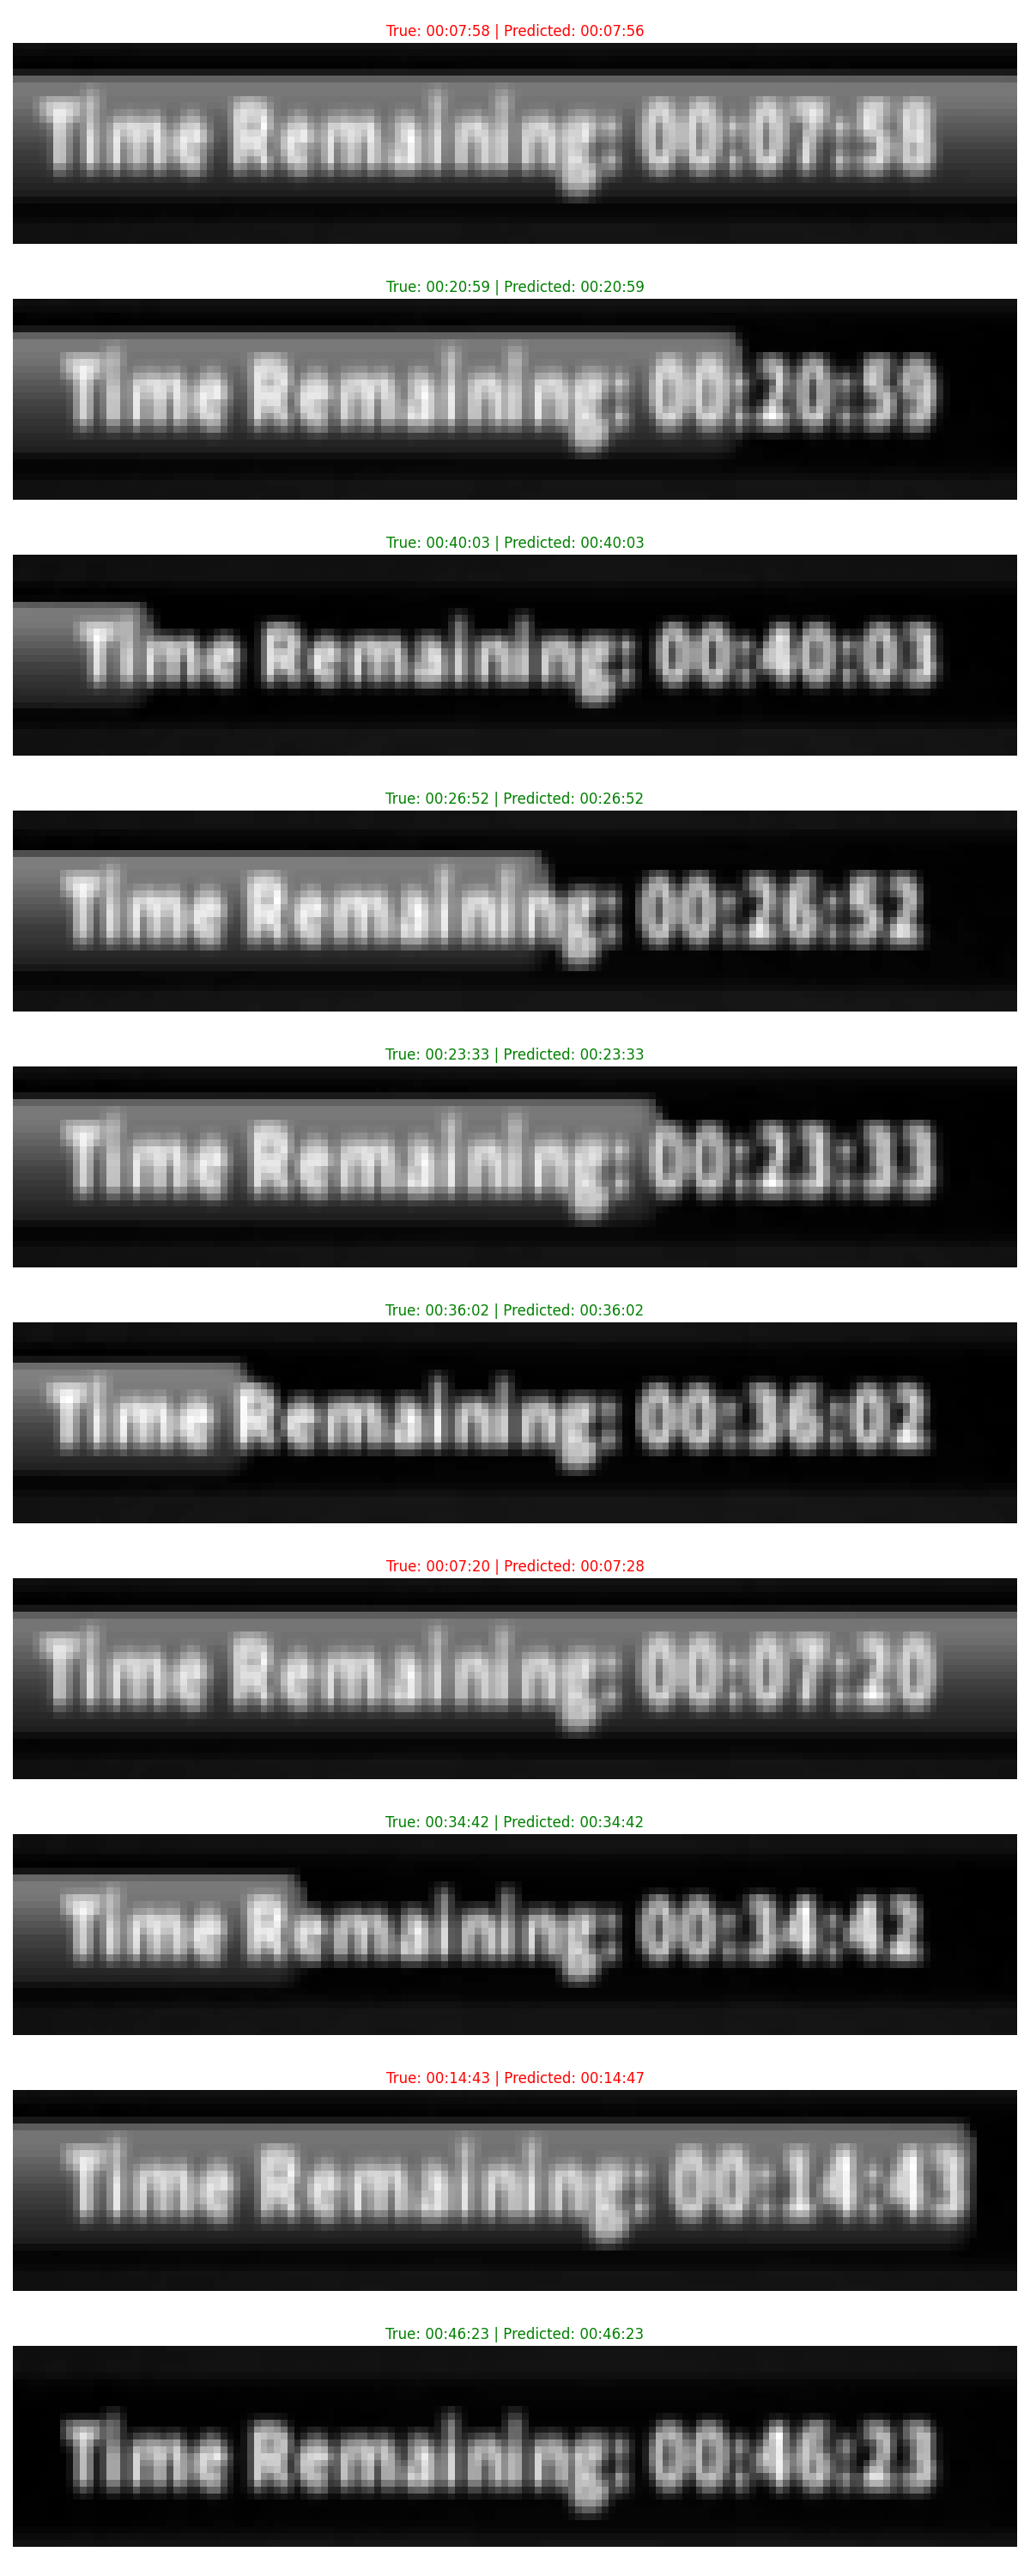 True: 00:07:58 | Predicted: 00:07:56
Time Remaining: 00:07:58
True: 00:20:59 | Predicted: 00:20:59
Time Remaining: 00:20:59
True: 00:40:03 | Predicted: 00:40:03
Time Remaining: 00:40:03
True: 00:26:52 | Predicted: 00:26:52
Time Remaining: 00:26:52
True: 00:23:33 | Predicted: 00:23:33
Time Remaining: 00:23:33
True: 00:36:02 | Predicted: 00:36:02
Time Remaining: 00:36:02
True: 00:07:20 | Predicted: 00:07:28
Time Remaining: 00:07:20
True: 00:34:42 | Predicted: 00:34:42
Time Remaining: 00:34:42
True: 00:14:43 | Predicted: 00:14:47
Time Remaining: 00:14:43
True: 00:46:23 | Predicted: 00:46:23
Time Remaining: 00:46:23